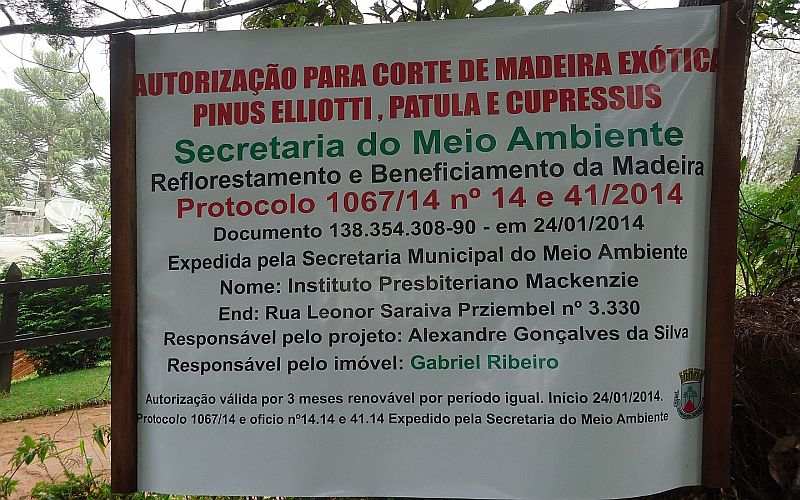 AUTORIZAÇÃO PARA CORTE DE MADEIRA EXÓTICA
PINUS ELLIOTTI , PATULA E CUPRESSUS
Secretaria do Meio Ambiente
Reflorestamento e Beneficiamento da Madeira
Protocolo 1067/14 nº 14 e 41/2014
Documento 138.354.308-90 - em 24/01/2014
Expedida pela Secretaria Municipal do Meio Ambiente
Nome: Instituto Presbiteriano Mackenzie
End: Rua Leonor Saraiva Prziembel nº 3.330
Responsável pelo projeto: Alexandre Gonçalves da Silva
Responsável pelo imóvel: Gabriel Ribeiro
Autorização válida por 3 meses renovável por período igual. Início 24/01/2014.
Protocolo 1067/14 e oficio nº14.14 e 41.14 Expedido pela Secretaria do Meio Ambiente